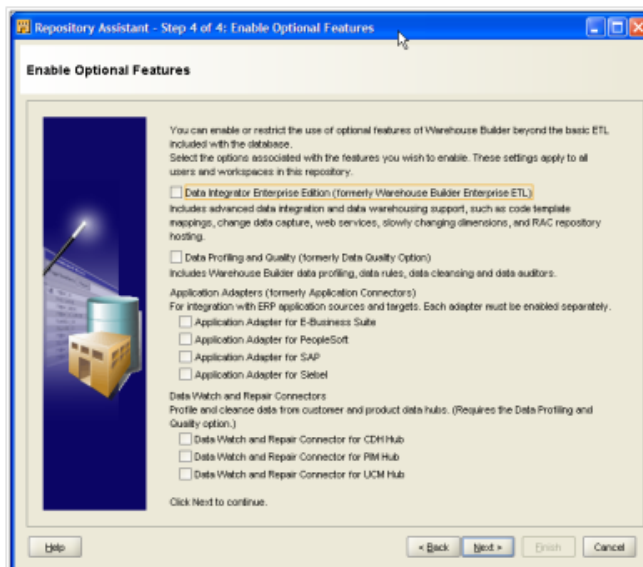 Repository Assistant - Step 4 of 4: Enable Optional Features
Enable Optional Features
You can enable or restrict the use of optional features of Warehouse Builder beyond the basic ETL
included with the database.
Select the options associated with the features you wish to enable. These settings apply to all
users and workspaces in this repository.
Data Integrator Enterprise Edition (formerly Warehouse Builder Enterprise ETL)
Includes advanced data integration and data warehousing support, such as code template
mappings, change data capture, web services, slowly changing dimensions, and RAC repository
hosting.
Data Profiling and Quality (formerly Data Quality Option)
Includes Warehouse Builder data profiling, data rules, data cleansing and data auditors.
Application Adapters (formerly Application Connectors)
For integration with ERP application sources and targets. Each adapter must be enabled separately.
Application Adapter for E-Business Suite
Application Adapter for PeopleSoft
Application Adapter for SAP
Application Adapter for Siebel
Data Watch and Repair Connectors
Profile and cleanse data from customer and product data hubs. (Requires the Data Profiling and
Quality option.)
Data Watch and Repair Connector for CDH Hub
Data Watch and Repair Connector for PIM Hub
Data Watch and Repair Connector for UCM Hub
Click Next to continue.
Help
< Back
Next >
Finish
Cancel